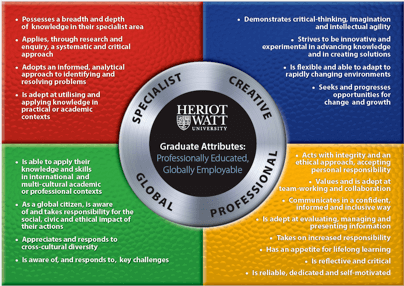 • Possesses a breadth and depth
of knowledge in their specialist area
• Applies, through research and
enquiry, a systematic and critical
approach
• Adopts an informed, analytical
approach to identifying and
resolving problems
• Is adept at utilising and
applying knowledge in
practical or academic
contexts
• Demonstrates critical-thinking, imagination
and intellectual agility
• Strives to be innovative and
experimental in advancing knowledge
and in creating solutions
• Is flexible and able to adapt to
rapidly changing environments
• Seeks and progresses
opportunities for
change and growth
SPECIALIST
CREATIVE
HERIOT
WATT
UNIVERSITY
Graduate Attributes:
Professionally Educated,
Globally Employable
GLOBAL
PROFESSIONAL
• Is able to apply their
knowledge and skills
in international and
multi-cultural academic
or professional contexts
• As a global citizen, is aware
of and takes responsibility for the
social, civic and ethical impact of
their actions
• Appreciates and responds to
cross-cultural diversity
• Is aware of, and responds to, key challenges
• Acts with integrity and an
ethical approach, accepting
personal responsibility
• Values and is adept at
team-working and collaboration
• Communicates in a confident,
informed and inclusive way
• Is adept at evaluating, managing and
presenting information
• Takes on increased responsibility
• Has an appetite for lifelong learning
• Is reflective and critical
• Is reliable, dedicated and self-motivated